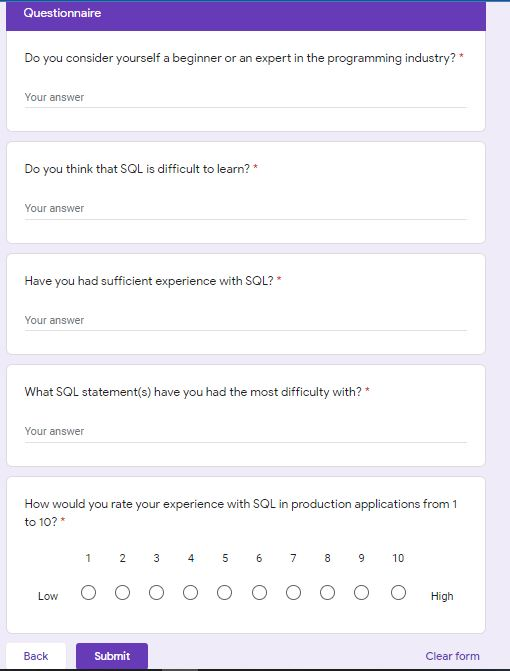 Questionnaire
Do you consider yourself a beginner or an expert in the programming industry? *
Your answer
Do you think that SQL is difficult to learn? *
Your answer
Have you had sufficient experience with SQL? *
Your answer
What SQL statement(s) have you had the most difficulty with? *
Your answer
How would you rate your experience with SQL in production applications from 1
to 10? *
1 2 3 4 5 6 7 8 9 10
Low High
Back Submit Clear form